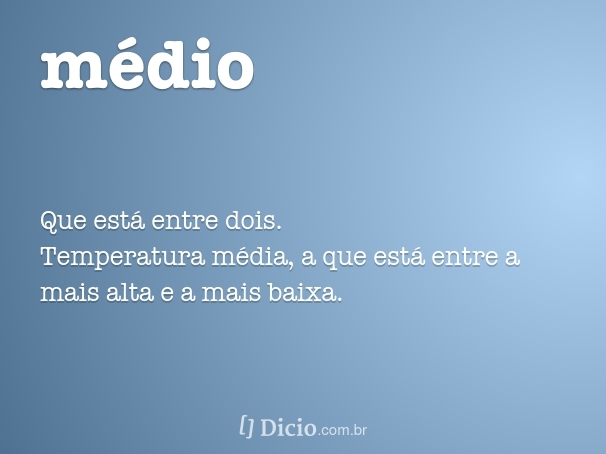 médio
Que está entre dois.
Temperatura média, a que está entre a
mais alta e a mais baixa.
[] Dicio.com.br